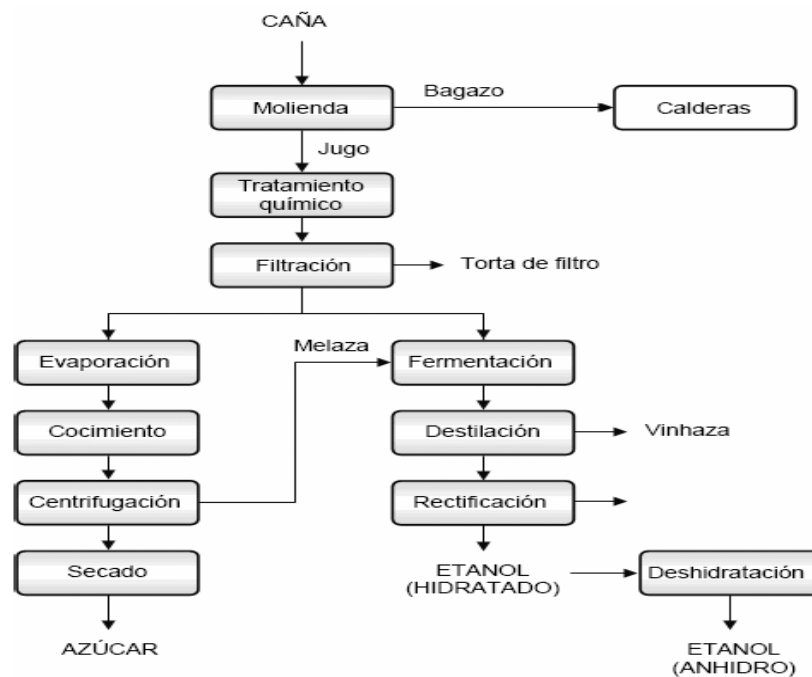 CAÑA
Molienda
Bagazo
Calderas
Jugo
Tratamiento
químico
Filtración
Torta de filtro
Evaporación
Melaza
Fermentación
Cocimiento
Destilación
Vinhaza
Centrifugación
Rectificación
Secado
ETANOL
(HIDRATADO)
Deshidratación
AZÚCAR
ETANOL
(ANHIDRO)